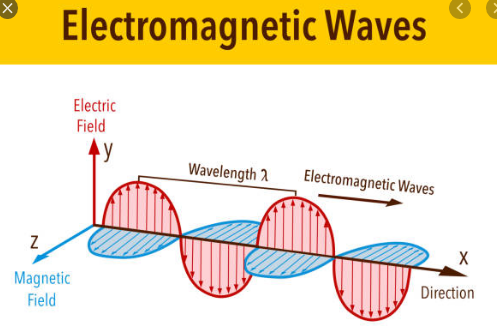 Electromagnetic Waves
Electric
Field
y
Wavelength λ
Electromagnetic Waves
Z
Magnetic
Field
X
Direction